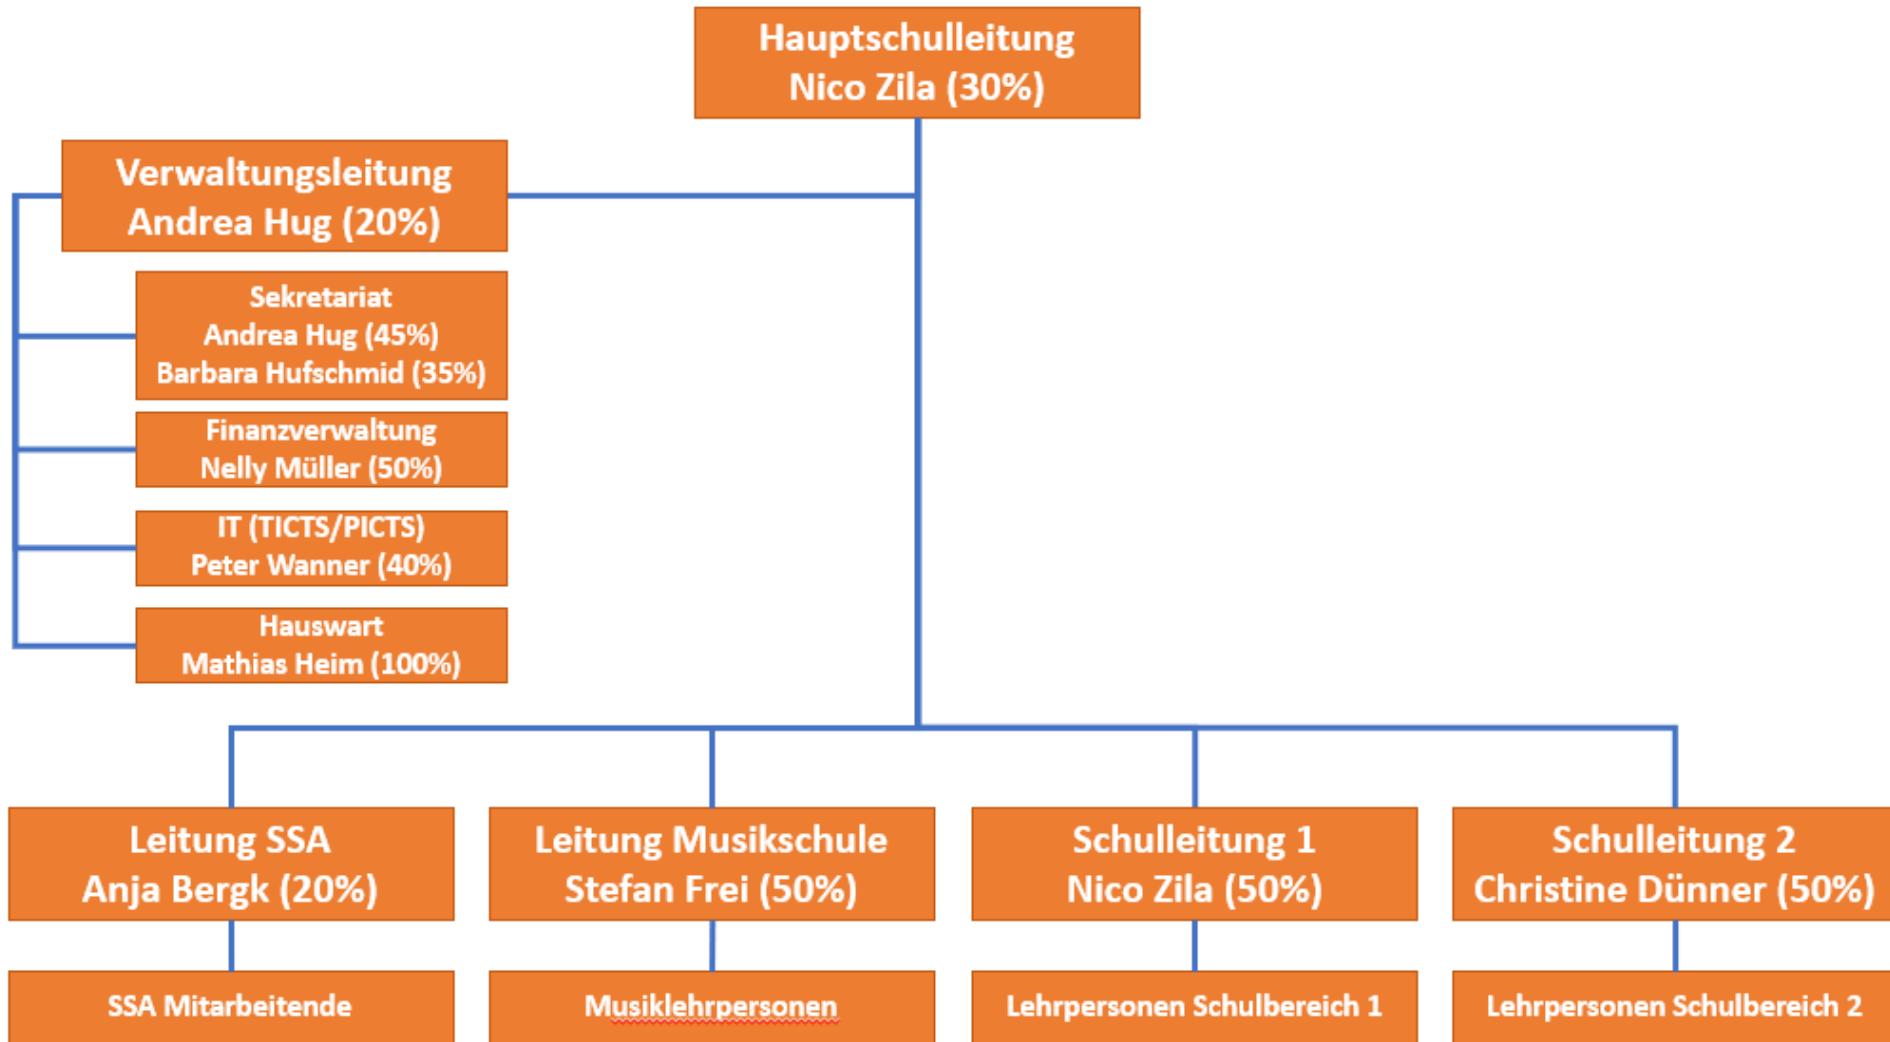 Hauptschulleitung
Nico Zila (30%)
Verwaltungsleitung
Andrea Hug (20%)
Sekretariat
Andrea Hug (45%)
Barbara Hufschmid (35%)
Finanzverwaltung
Nelly Müller (50%)
IT (TICTS/PICTS)
Peter Wanner (40%)
Hauswart
Mathias Heim (100%)
Leitung SSA
Anja Bergk (20%)
Leitung Musikschule
Stefan Frei (50%)
Schulleitung 1
Nico Zila (50%)
Schulleitung 2
Christine Dünner (50%)
SSA Mitarbeitende
Musiklehrpersonen
Lehrpersonen Schulbereich 1
Lehrpersonen Schulbereich 2